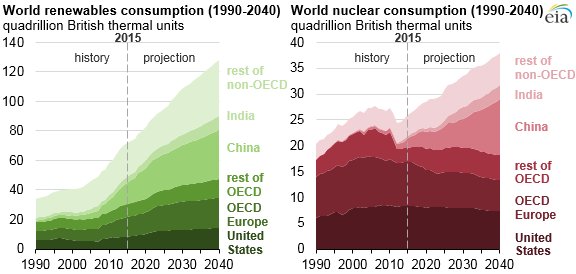 World renewables consumption (1990-2040)
quadrillion British thermal units
140
120
100
80
60
40
20
0
2015
history
projection
rest of
non-OECD
India
China
rest of
OECD
OECD
Europe
United
States
1990
2000
2010
2020
2030
2040
World nuclear consumption (1990-2040)
quadrillion British thermal units
eia
40
35
30
25
20
15
10
5
0
2015
history
projection
rest of
non-OECD
India
China
rest of
OECD
OECD
Europe
United
States
1990
2000
2010
2020
2030
2040